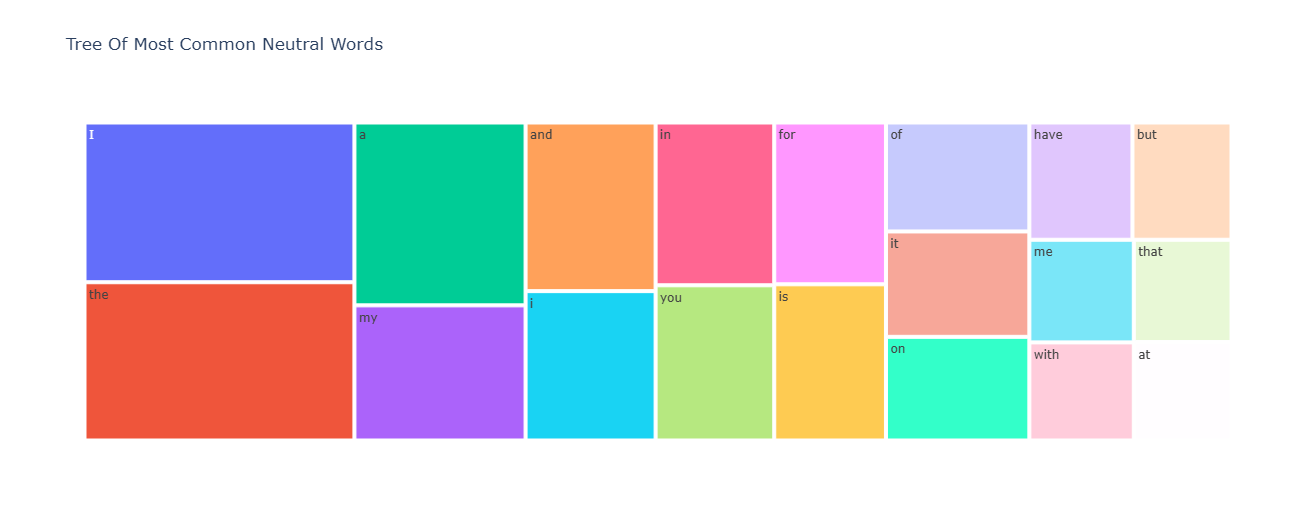 Tree Of Most Common Neutral Words
I
the
a
my
and
i
in
you
for
is
of
it
on
have
me
with
but
that
at